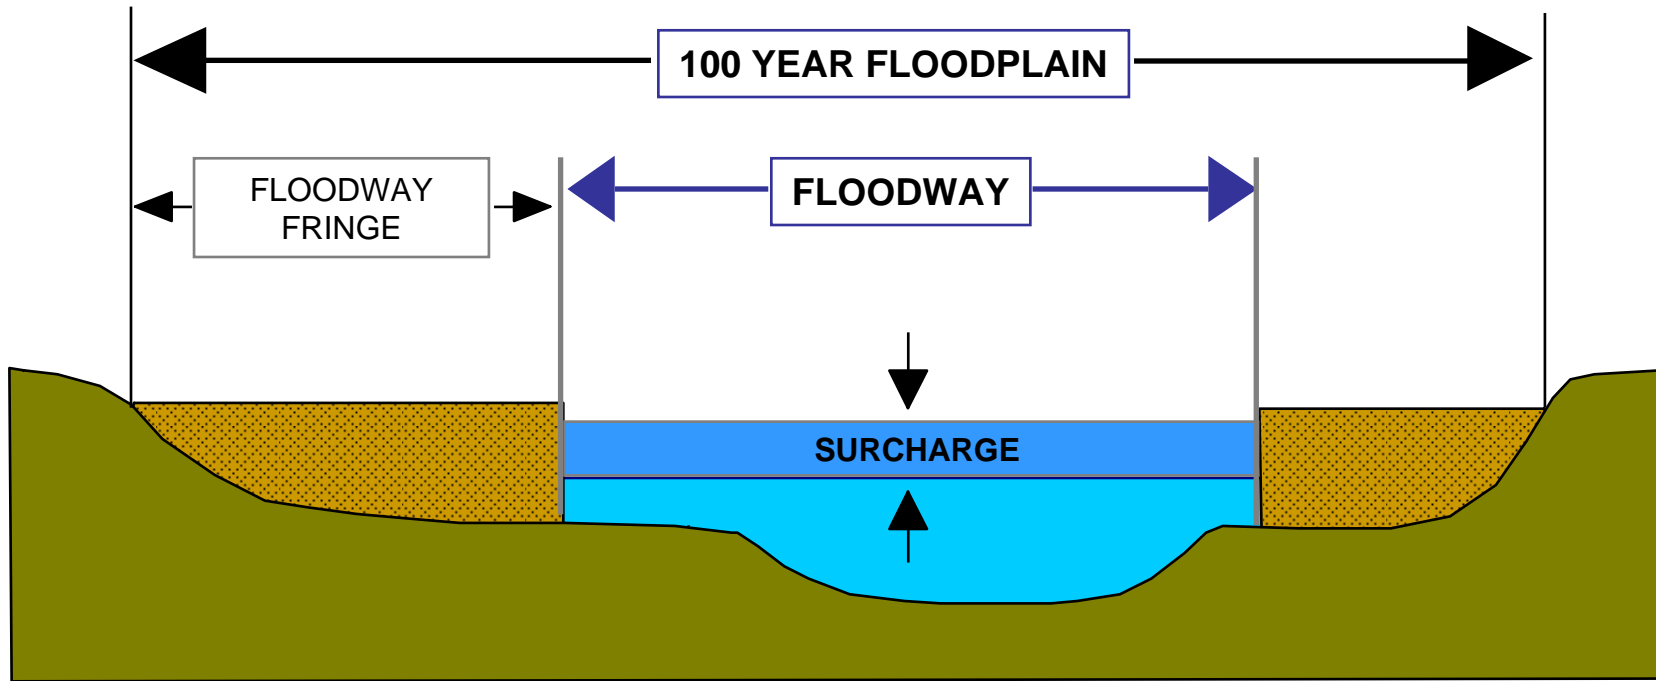 100 YEAR FLOODPLAIN
FLOODWAY
FRINGE
FLOODWAY
SURCHARGE